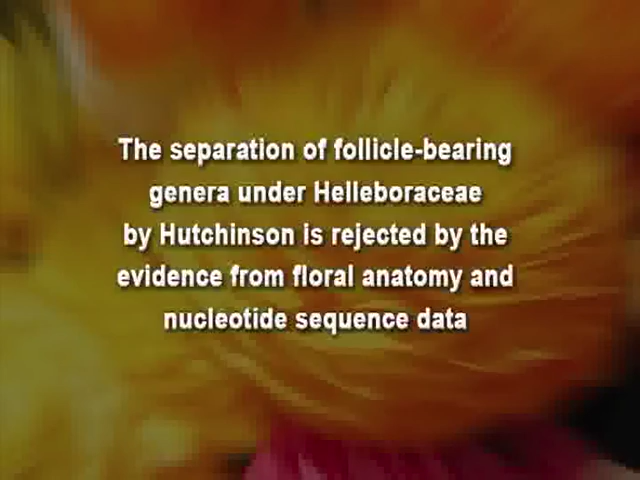 The separation of follicle-bearing
genera under Helleboraceae
by Hutchinson is rejected by the
evidence from floral anatomy and
nucleotide sequence data